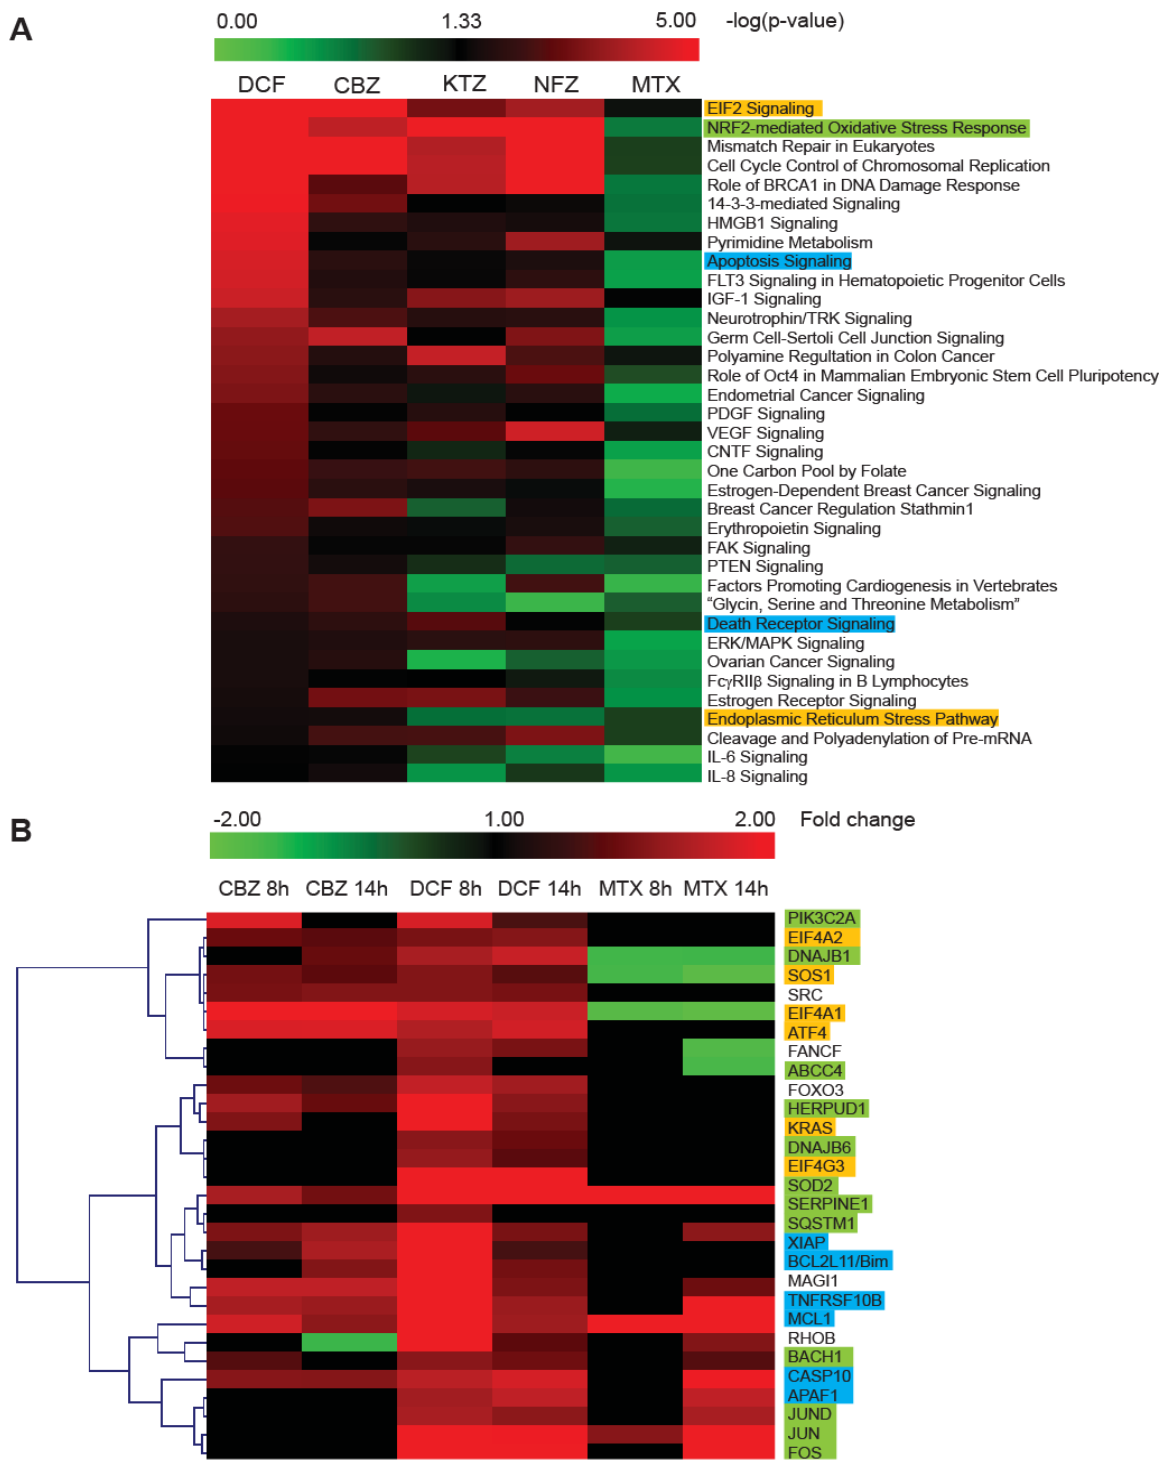 A
0.00 1.33 5.00 -log(p-value)
DCF CBZ KTZ NFZ MTX
EIF2 Signaling
NRF2-mediated Oxidative Stress Response
Mismatch Repair in Eukaryotes
Cell Cycle Control of Chromosomal Replication
Role of BRCA1 in DNA Damage Response
14-3-3-mediated Signaling
HMGB1 Signaling
Pyrimidine Metabolism
Apoptosis Signaling
FLT3 Signaling in Hematopoietic Progenitor Cells
IGF-1 Signaling
Neurotrophin/TRK Signaling
Germ Cell-Sertoli Cell Junction Signaling
Polyamine Regultation in Colon Cancer
Role of Oct4 in Mammalian Embryonic Stem Cell Pluripotency
Endometrial Cancer Signaling
PDGF Signaling
VEGF Signaling
CNTF Signaling
One Carbon Pool by Folate
Estrogen-Dependent Breast Cancer Signaling
Breast Cancer Regulation Stathmin1
Erythropoietin Signaling
FAK Signaling
PTEN Signaling
Factors Promoting Cardiogenesis in Vertebrates
“Glycin, Serine and Threonine Metabolism”
Death Receptor Signaling
ERK/MAPK Signaling
Ovarian Cancer Signaling
FcγRIIβ Signaling in B Lymphocytes
Estrogen Receptor Signaling
Endoplasmic Reticulum Stress Pathway
Cleavage and Polyadenylation of Pre-mRNA
IL-6 Signaling
IL-8 Signaling
B
-2.00 1.00 2.00 Fold change
CBZ 8h CBZ 14h DCF 8h DCF 14h MTX 8h MTX 14h
PIK3C2A
EIF4A2
DNAJB1
SOS1
SRC
EIF4A1
ATF4
FANCF
ABCC4
FOXO3
HERPUD1
KRAS
DNAJB6
EIF4G3
SOD2
SERPINE1
SQSTM1
XIAP
BCL2L11/Bim
MAGI1
TNFRSF10B
MCL1
RHOB
BACH1
CASP10
APAF1
JUND
JUN
FOS